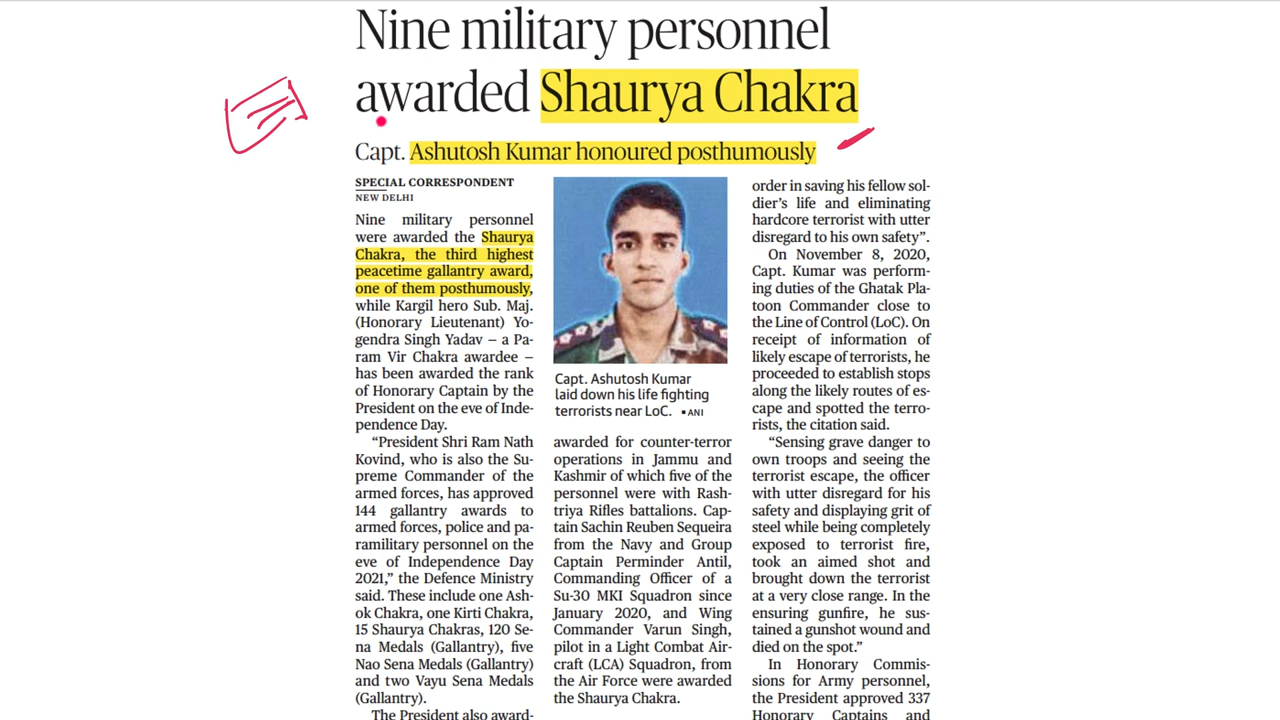 Nine military personnel
awarded Shaurya Chakra
Capt. Ashutosh Kumar honoured posthumously
SPECIAL CORRESPONDENT
NEW DELHI
Nine military personnel
were awarded the Shaurya
Chakra, the third highest
peacetime gallantry award,
one of them posthumously,
while Kargil hero Sub. Maj.
(Honorary Lieutenant) Yo-
gendra Singh Yadav – a Pa-
ram Vir Chakra awardee –
has been awarded the rank
of Honorary Captain by the
President on the eve of Inde-
pendence Day.
“President Shri Ram Nath
Kovind, who is also the Su-
preme Commander of the
armed forces, has approved
144 gallantry awards to
armed forces, police and pa-
ramilitary personnel on the
eve of Independence Day
2021,” the Defence Ministry
said. These include one Ash-
ok Chakra, one Kirti Chakra,
15 Shaurya Chakras, 120 Se-
na Medals (Gallantry), five
Nao Sena Medals (Gallantry)
and two Vayu Sena Medals
(Gallantry).
The President also award-
Capt. Ashutosh Kumar
laid down his life fighting
terrorists near LoC. ▪ ANI
awarded for counter-terror
operations in Jammu and
Kashmir of which five of the
personnel were with Rash-
triya Rifles battalions. Cap-
tain Sachin Reuben Sequeira
from the Navy and Group
Captain Perminder Antil,
Commanding Officer of a
Su-30 MKI Squadron since
January 2020, and Wing
Commander Varun Singh,
pilot in a Light Combat Air-
craft (LCA) Squadron, from
the Air Force were awarded
the Shaurya Chakra.
order in saving his fellow sol-
dier’s life and eliminating
hardcore terrorist with utter
disregard to his own safety”.
On November 8, 2020,
Capt. Kumar was perform-
ing duties of the Ghatak Pla-
toon Commander close to
the Line of Control (LoC). On
receipt of information of
likely escape of terrorists, he
proceeded to establish stops
along the likely routes of es-
cape and spotted the terro-
rists, the citation said.
“Sensing grave danger to
own troops and seeing the
terrorist escape, the officer
with utter disregard for his
safety and displaying grit of
steel while being completely
exposed to terrorist fire,
took an aimed shot and
brought down the terrorist
at a very close range. In the
ensuring gunfire, he sus-
tained a gunshot wound and
died on the spot.”
In Honorary Commis-
sions for Army personnel,
the President approved 337
Honorary Captains and